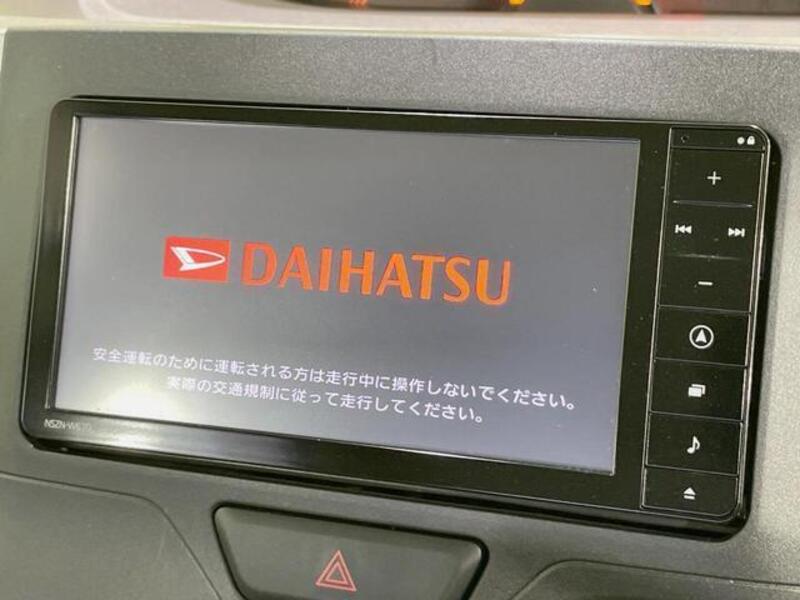 DAIHATSU
安全運転のために運転される方は走行中に操作しないでください。
実際の交通規制に従って走行してください。